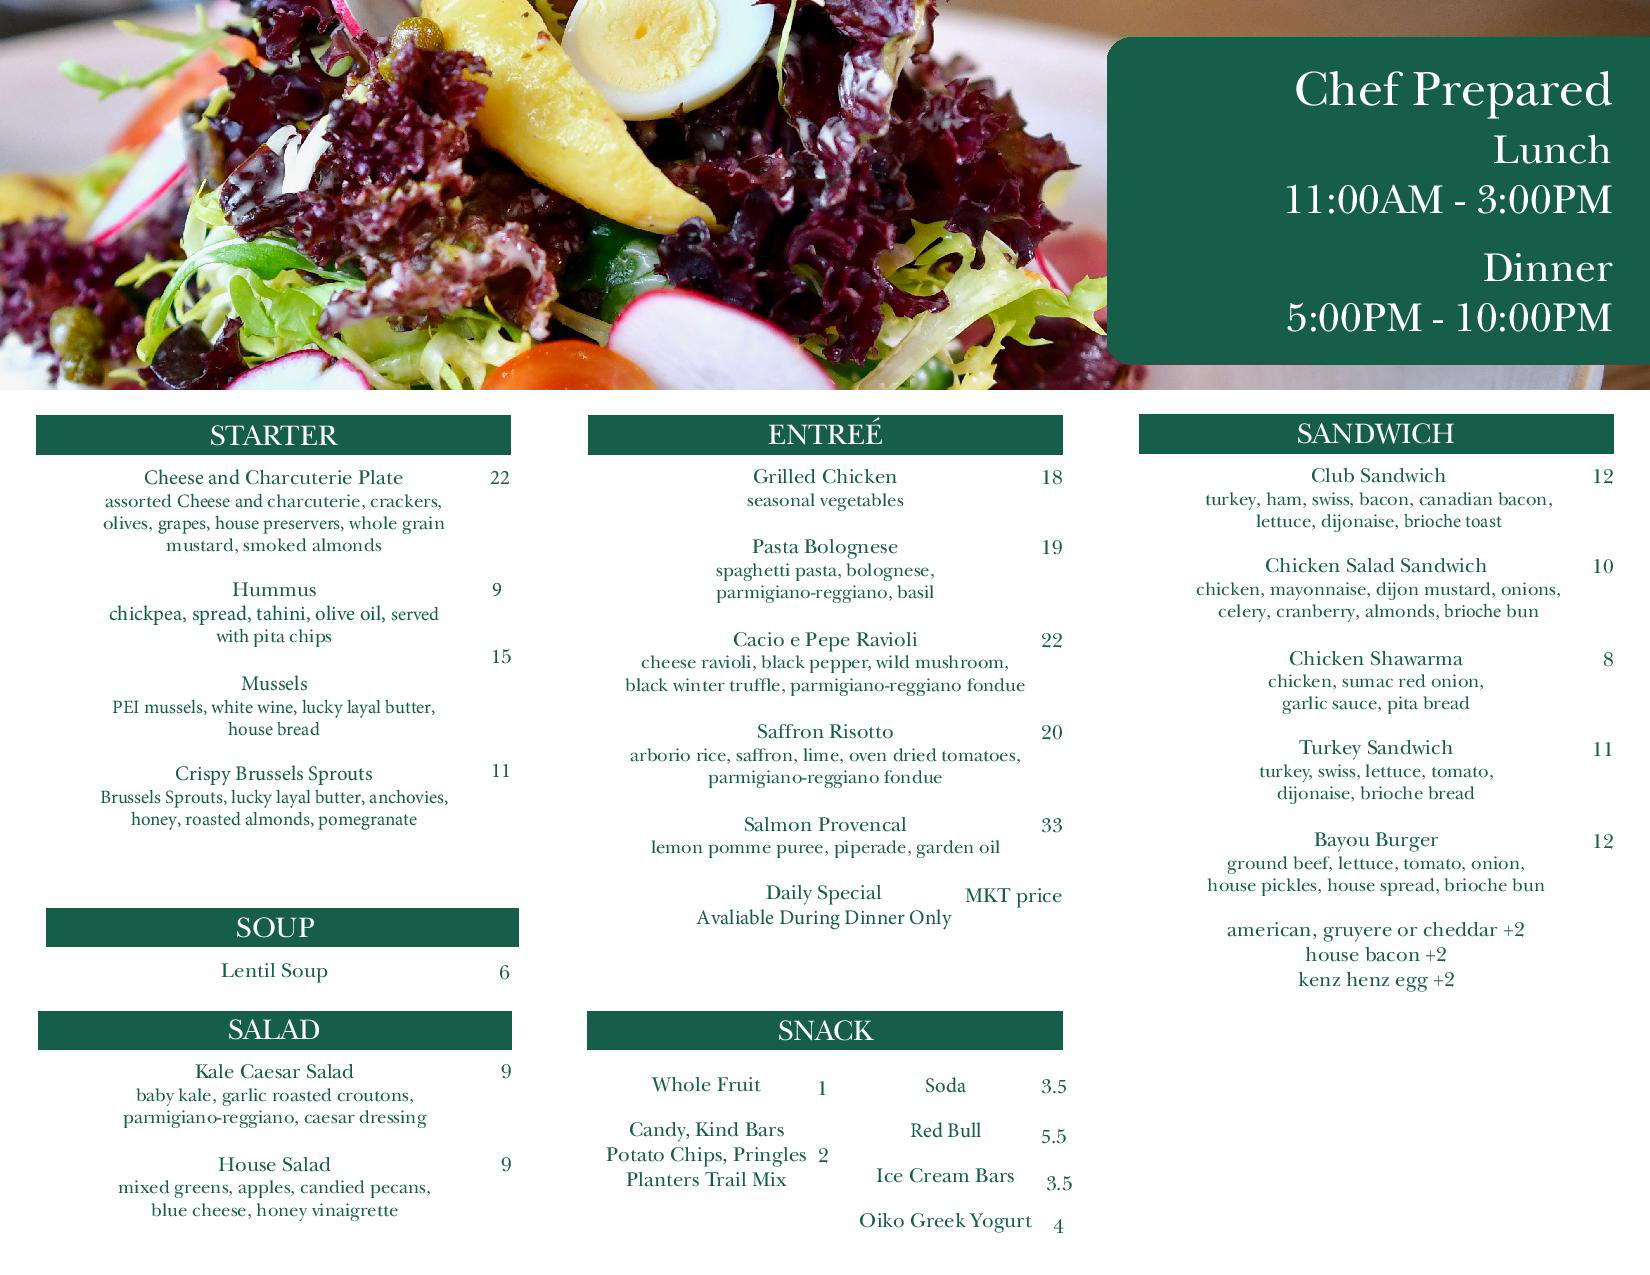 Chef Prepared
Lunch
11:00AM - 3:00PM
Dinner
5:00PM - 10:00PM
STARTER
Cheese and Charcuterie Plate 22
assorted Cheese and charcuterie, crackers,
olives, grapes, house preservers, whole grain
mustard, smoked almonds
Hummus 9
chickpea, spread, tahini, olive oil, served
with pita chips
15
Mussels
PEI mussels, white wine, lucky layal butter,
house bread
Crispy Brussels Sprouts 11
Brussels Sprouts, lucky layal butter, anchovies,
honey, roasted almonds, pomegranate
SOUP
Lentil Soup 6
SALAD
Kale Caesar Salad 9
baby kale, garlic roasted croutons,
parmigiano-reggiano, caesar dressing
House Salad 9
mixed greens, apples, candied pecans,
blue cheese, honey vinaigrette
ENTREÉ
Grilled Chicken 18
seasonal vegetables
Pasta Bolognese 19
spaghetti pasta, bolognese,
parmigiano-reggiano, basil
Cacio e Pepe Ravioli 22
cheese ravioli, black pepper, wild mushroom,
black winter truffle, parmigiano-reggiano fondue
Saffron Risotto 20
arborio rice, saffron, lime, oven dried tomatoes,
parmigiano-reggiano fondue
Salmon Provencal 33
lemon pomme puree, piperade, garden oil
Daily Special MKT price
Avaliable During Dinner Only
SNACK
Whole Fruit 1
Candy, Kind Bars
Potato Chips, Pringles 2
Planters Trail Mix
Soda 3.5
Red Bull 5.5
Ice Cream Bars 3.5
Oiko Greek Yogurt 4
SANDWICH
Club Sandwich 12
turkey, ham, swiss, bacon, canadian bacon,
lettuce, dijonaise, brioche toast
Chicken Salad Sandwich 10
chicken, mayonnaise, dijon mustard, onions,
celery, cranberry, almonds, brioche bun
Chicken Shawarma 8
chicken, sumac red onion,
garlic sauce, pita bread
Turkey Sandwich 11
turkey, swiss, lettuce, tomato,
dijonaise, brioche bread
Bayou Burger 12
ground beef, lettuce, tomato, onion,
house pickles, house spread, brioche bun
american, gruyere or cheddar +2
house bacon +2
kenz henz egg +2